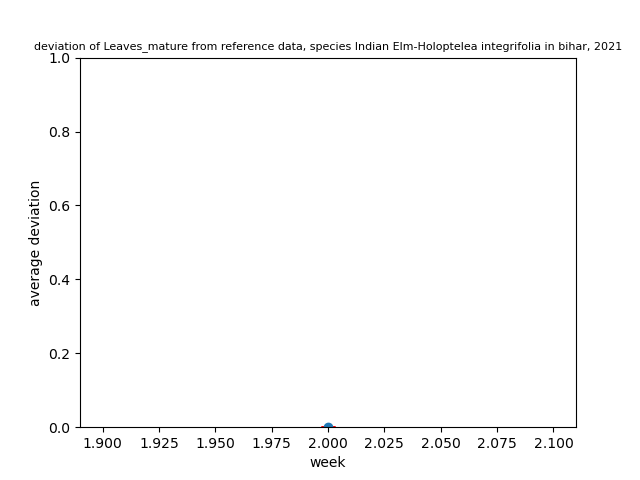 deviation of Leaves_mature from reference data, species Indian Elm-Holoptelea integrifolia in bihar, 2021
1.0
0.8
0.6
0.4
0.2
0.0
average deviation
1.900 1.925 1.950 1.975 2.000 2.025 2.050 2.075 2.100
week